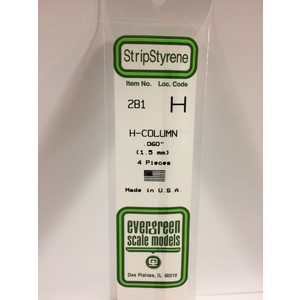 StripStyrene
Item No. Loc. Code
281 H
H-COLUMN
.060"
(1.5 mm)
4 Pieces
Made in U.S.A.
evergreen
scale models
Des Plaines, IL 60018